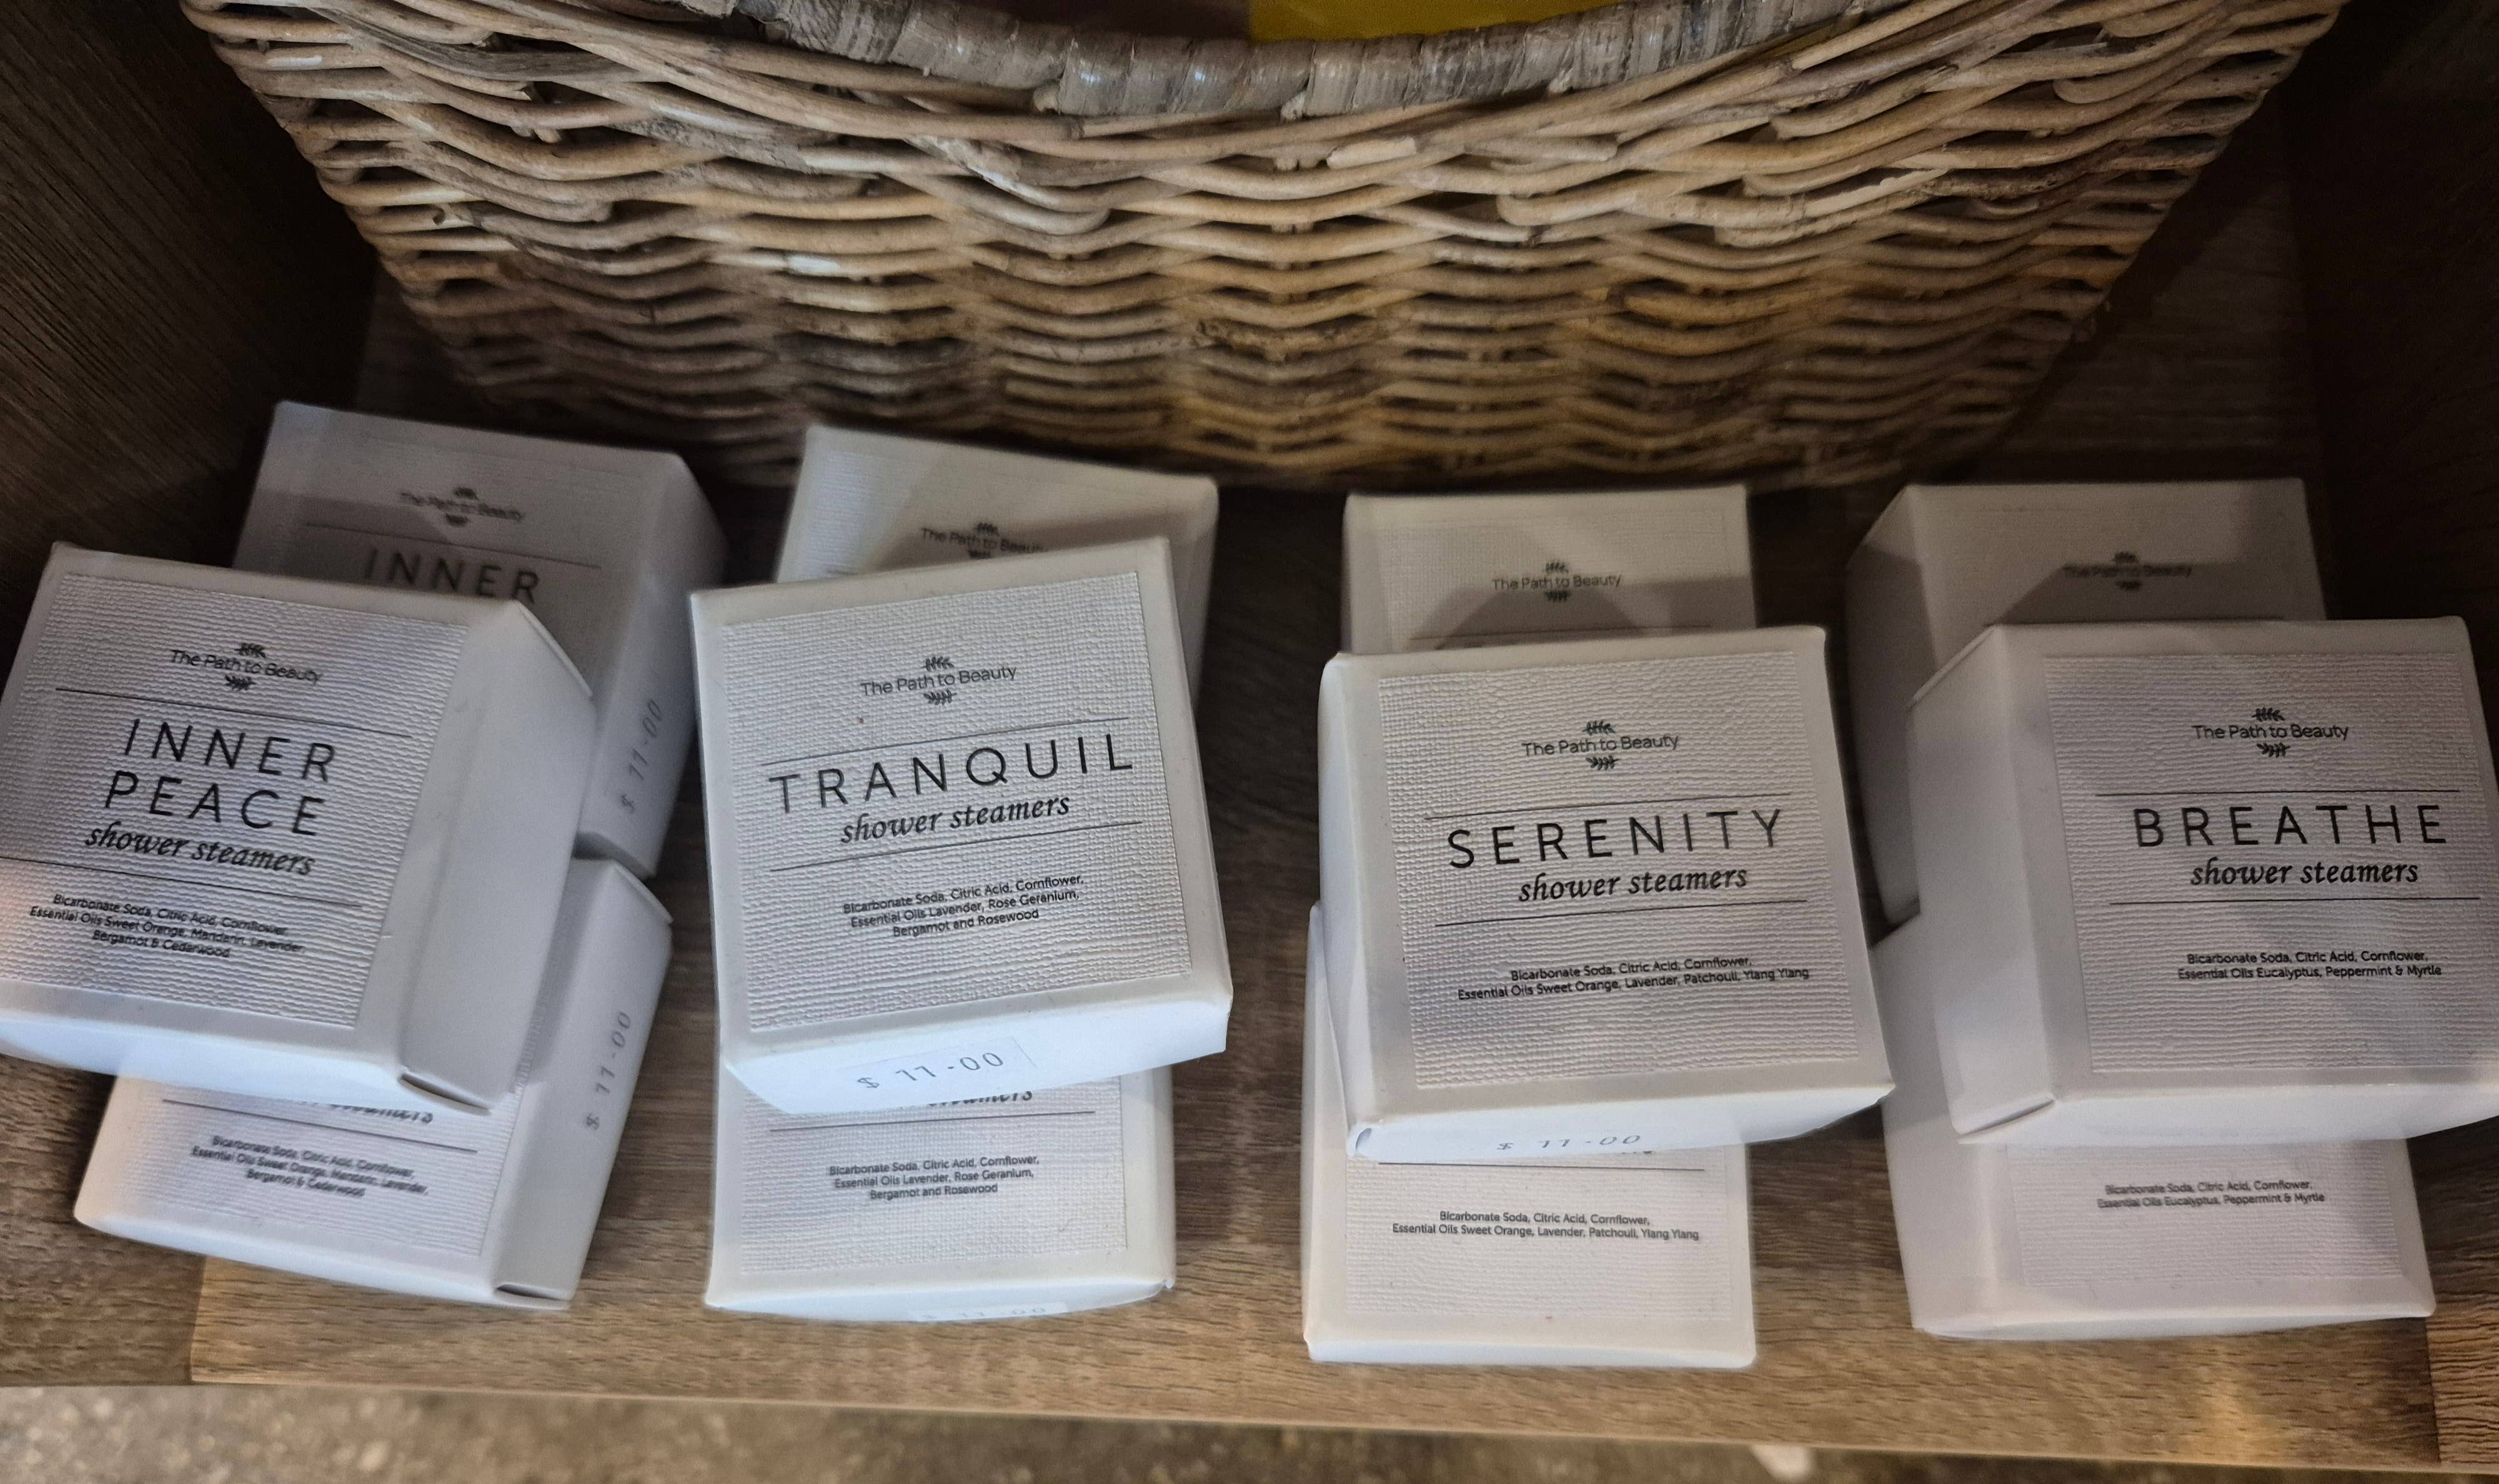 The Path to Beauty
INNER
$ 11-00
The Path to Beauty
The Path to Beauty
The Path to Beauty
The Path to Beauty
INNER
PEACE
shower steamers
Bicarbonate Soda, Citric Acid, Cornflower,
Essential Oils Sweet Orange, Mandarin, Lavender,
Bergamot & Cedarwood
The Path to Beauty
TRANQUIL
shower steamers
Bicarbonate Soda, Citric Acid, Cornflower,
Essential Oils Lavender, Rose Geranium,
Bergamot and Rosewood
$ 11-00
The Path to Beauty
SERENITY
shower steamers
Bicarbonate Soda, Citric Acid, Cornflower,
Essential Oils Sweet Orange, Lavender, Patchouli, Ylang Ylang
$ 11-00
The Path to Beauty
BREATHE
shower steamers
Bicarbonate Soda, Citric Acid, Cornflower,
Essential Oils Eucalyptus, Peppermint & Myrtle
steamers
Bicarbonate Soda, Citric Acid, Cornflower,
Essential Oils Sweet Orange, Mandarin, Lavender,
Bergamot & Cedarwood
$ 11-00
steamers
Bicarbonate Soda, Citric Acid, Cornflower,
Essential Oils Lavender, Rose Geranium,
Bergamot and Rosewood
$ 11-00
Bicarbonate Soda, Citric Acid, Cornflower,
Essential Oils Sweet Orange, Lavender, Patchouli, Ylang Ylang
Bicarbonate Soda, Citric Acid, Cornflower,
Essential Oils Eucalyptus, Peppermint & Myrtle